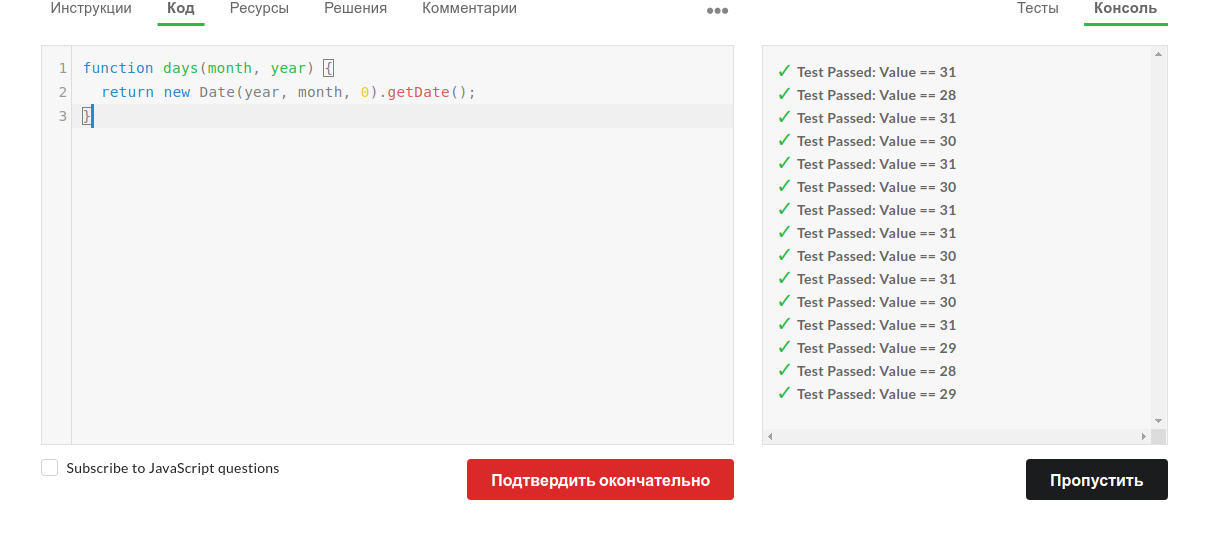 Инструкции Код Ресурсы Решения Комментарии ••• Тесты Консоль
1 function days(month, year) {
2 return new Date(year, month, 0).getDate();
3 }
✓ Test Passed: Value == 31
✓ Test Passed: Value == 28
✓ Test Passed: Value == 31
✓ Test Passed: Value == 30
✓ Test Passed: Value == 31
✓ Test Passed: Value == 30
✓ Test Passed: Value == 31
✓ Test Passed: Value == 31
✓ Test Passed: Value == 30
✓ Test Passed: Value == 31
✓ Test Passed: Value == 30
✓ Test Passed: Value == 31
✓ Test Passed: Value == 29
✓ Test Passed: Value == 28
✓ Test Passed: Value == 29
Subscribe to JavaScript questions
Подтвердить окончательно
Пропустить